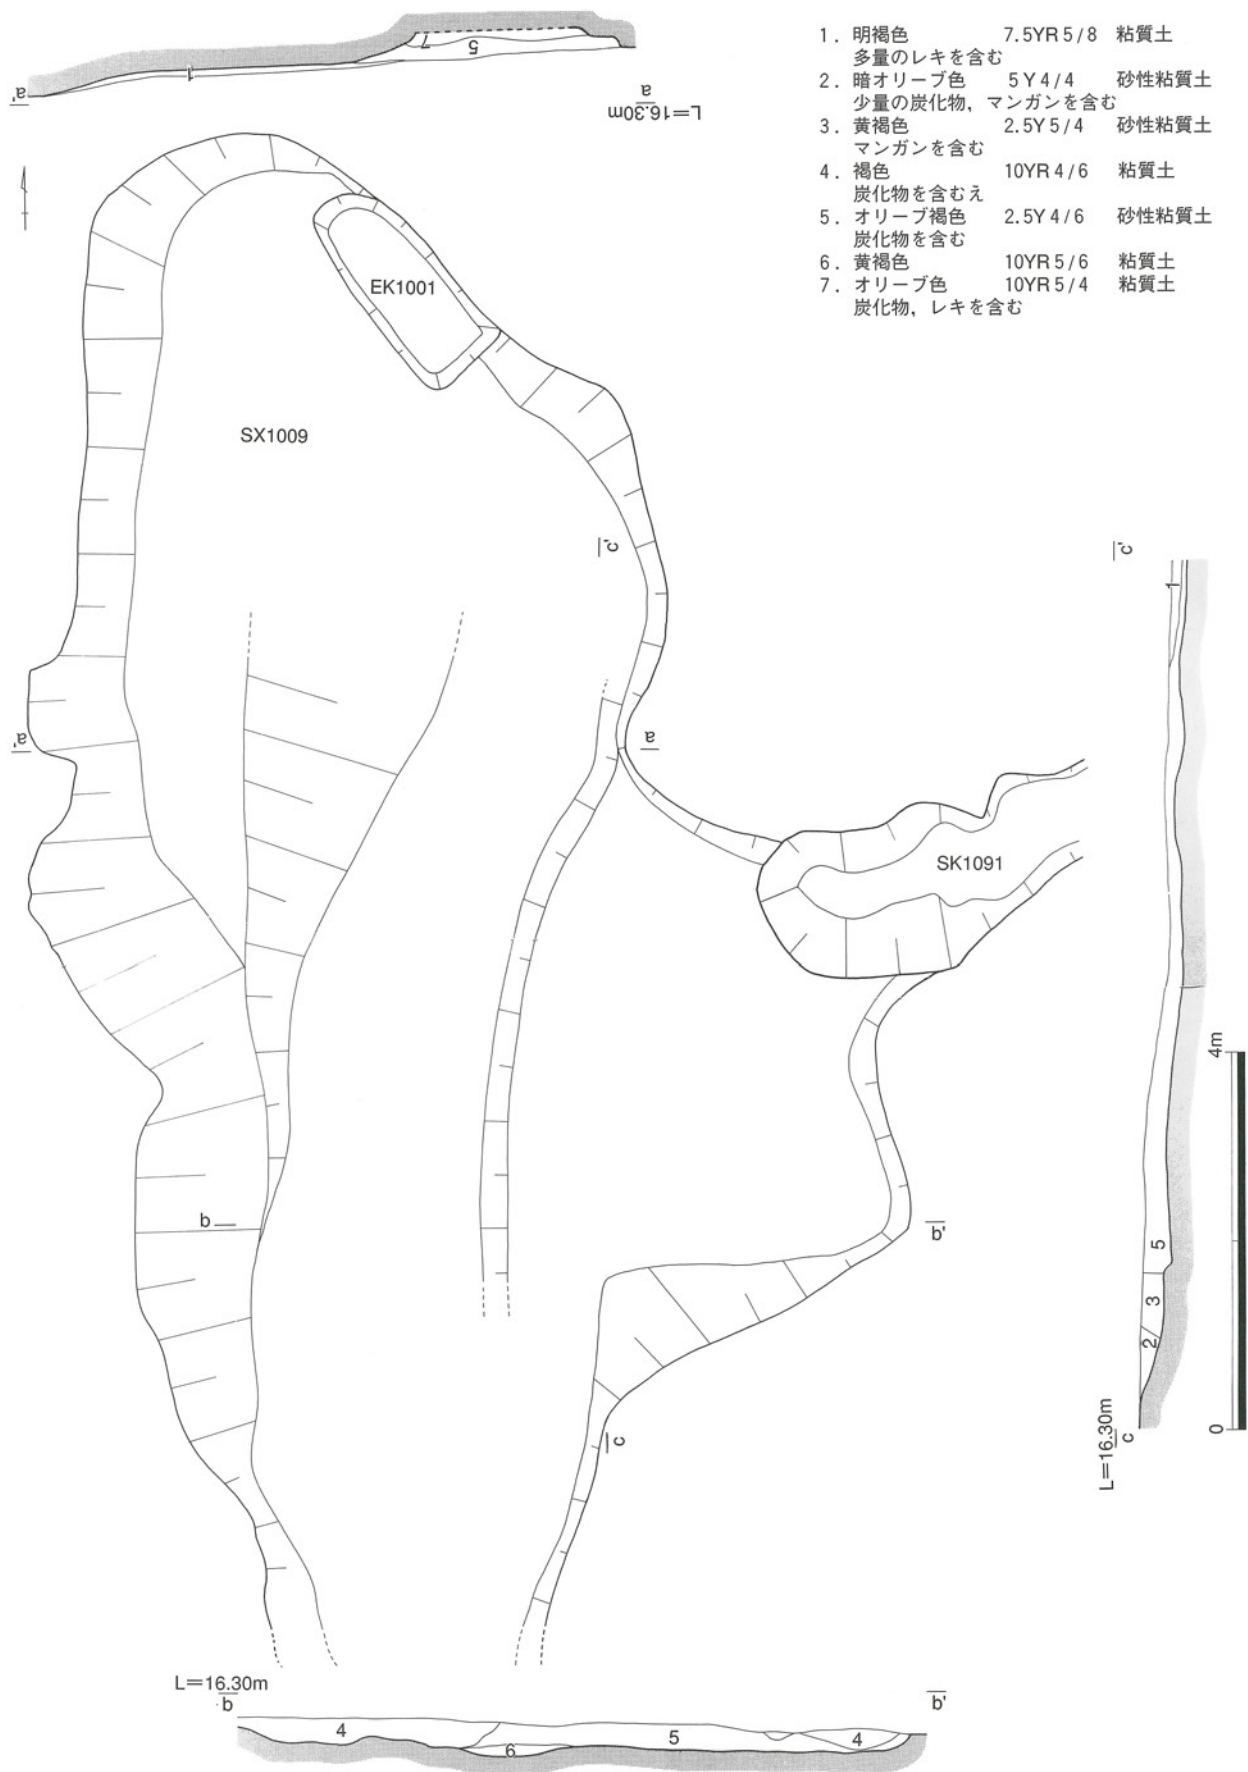 1. 明褐色 7.5YR 5/8 粘質土
多量のレキを含む
2. 暗オリーブ色 5Y 4/4 砂性粘質土
少量の炭化物，マンガンを含む
3. 黄褐色 2.5Y 5/4 砂性粘質土
マンガンを含む
4. 褐色 10YR 4/6 粘質土
炭化物を含むえ
5. オリーブ褐色 2.5Y 4/6 砂性粘質土
炭化物を含む
6. 黄褐色 10YR 5/6 粘質土
7. オリーブ色 10YR 5/4 粘質土
炭化物，レキを含む
a'
1
7
5
a
L=16.30m
EK1001
SX1009
c'
c'
1
a'
a
SK1091
4m
b
b'
5
3
2
0
c
L=16.30m
c
L=16.30m
b
b'
4
6
5
4